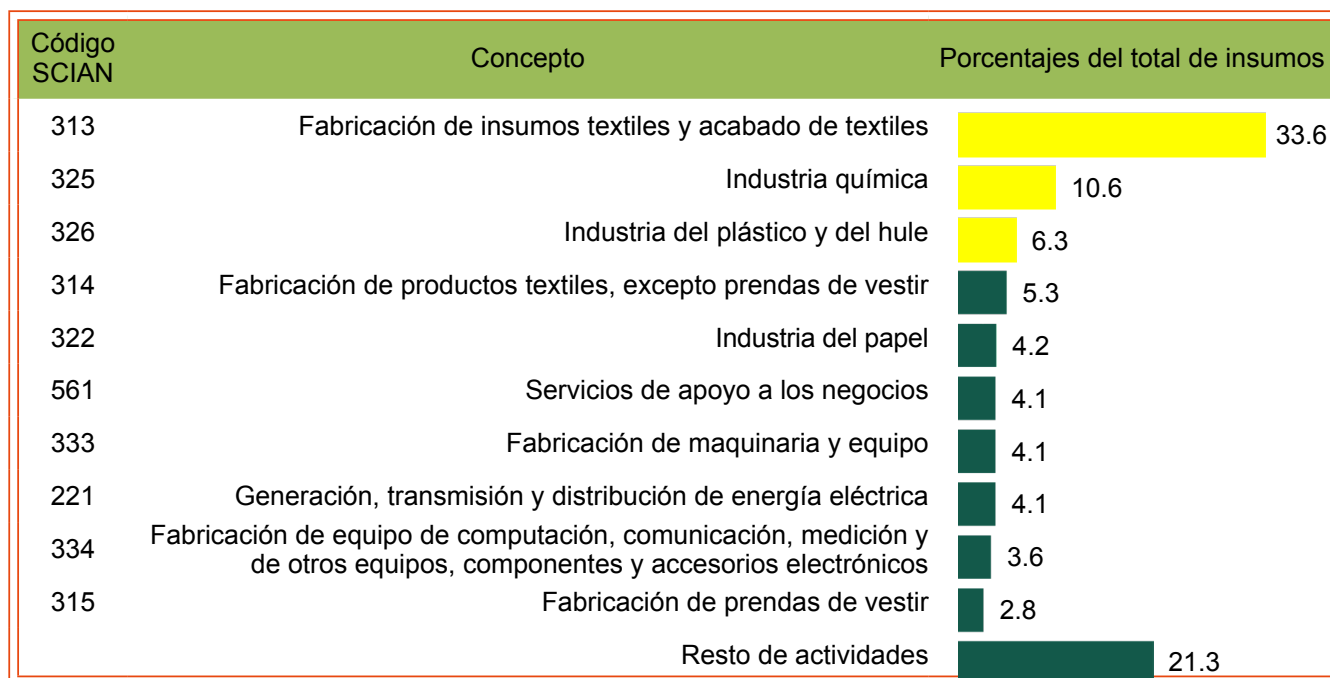 Código SCIAN Concepto Porcentajes del total de insumos
313 Fabricación de insumos textiles y acabado de textiles 33.6
325 Industria química 10.6
326 Industria del plástico y del hule 6.3
314 Fabricación de productos textiles, excepto prendas de vestir 5.3
322 Industria del papel 4.2
561 Servicios de apoyo a los negocios 4.1
333 Fabricación de maquinaria y equipo 4.1
221 Generación, transmisión y distribución de energía eléctrica 4.1
334 Fabricación de equipo de computación, comunicación, medición y
de otros equipos, componentes y accesorios electrónicos 3.6
315 Fabricación de prendas de vestir 2.8
Resto de actividades 21.3